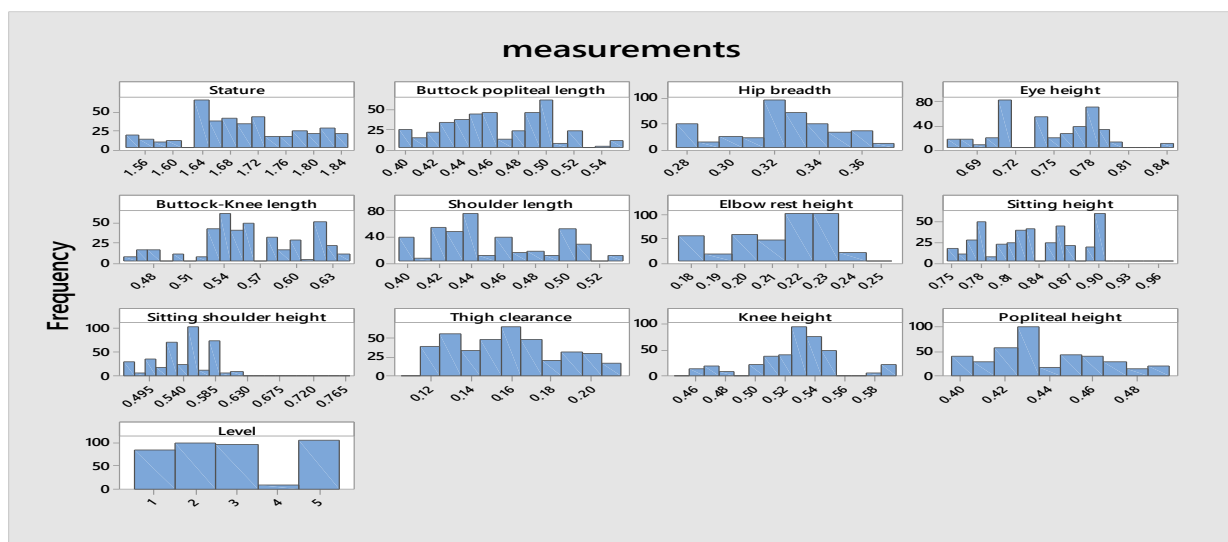 measurements
Frequency
Stature
50
25
0
1.56 1.60 1.64 1.68 1.72 1.76 1.80 1.84
Buttock popliteal length
50
25
0
0.40 0.42 0.44 0.46 0.48 0.50 0.52 0.54
Hip breadth
100
50
0
0.28 0.30 0.32 0.34 0.36
Eye height
80
40
0
0.69 0.72 0.75 0.78 0.81 0.84
Buttock-Knee length
50
25
0
0.48 0.51 0.54 0.57 0.60 0.63
Shoulder length
80
40
0
0.40 0.42 0.44 0.46 0.48 0.50 0.52
Elbow rest height
100
50
0
0.18 0.19 0.20 0.21 0.22 0.23 0.24 0.25
Sitting height
50
25
0
0.75 0.78 0.81 0.84 0.87 0.90 0.93 0.96
Sitting shoulder height
100
50
0
0.495 0.540 0.585 0.630 0.675 0.720 0.765
Thigh clearance
50
25
0
0.12 0.14 0.16 0.18 0.20
Knee height
100
50
0
0.46 0.48 0.50 0.52 0.54 0.56 0.58
Popliteal height
100
50
0
0.40 0.42 0.44 0.46 0.48
Level
100
50
0
1 2 3 4 5